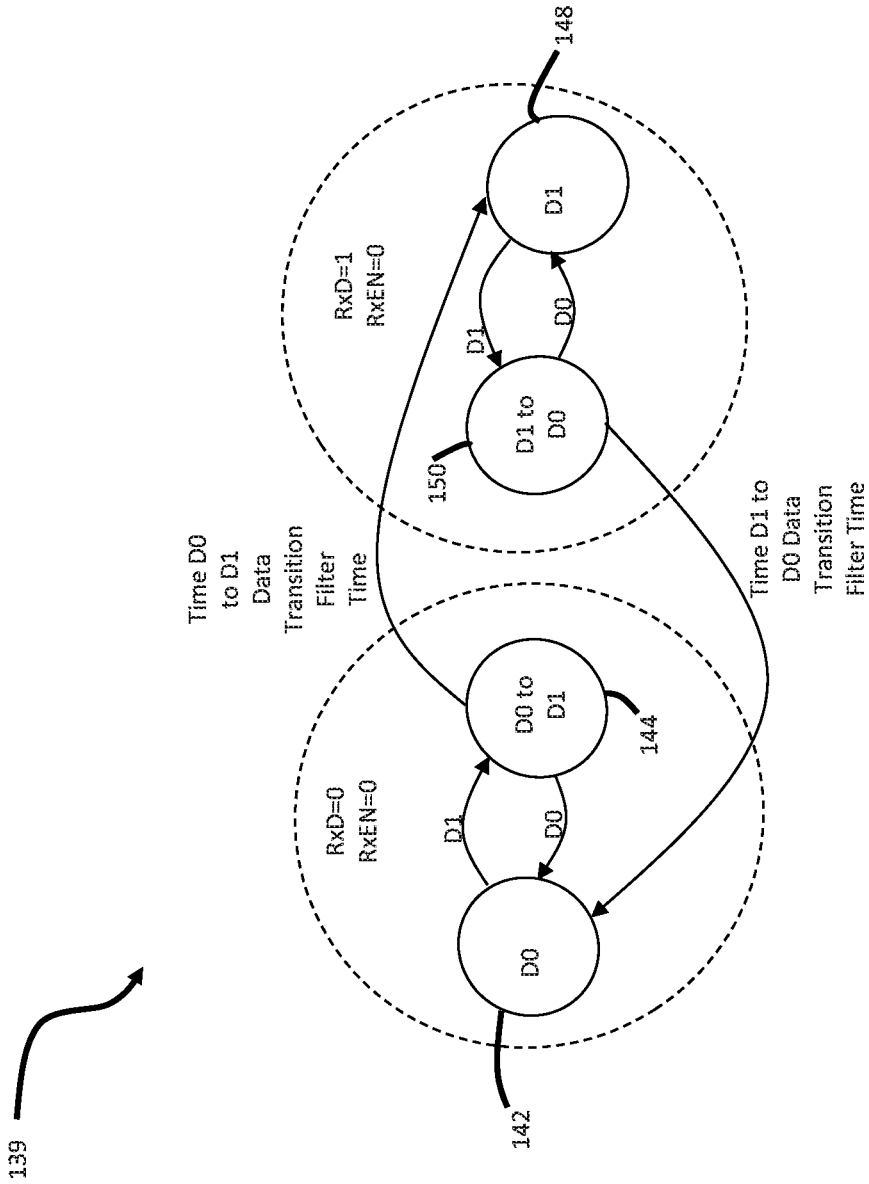 139
Time D0
to D1
Data
Transition
Filter
Time
RxD=0
RxEN=0
RxD=1
RxEN=0
142
D0
D1
D0
D0 to
D1
144
150
D1 to
D0
D1
D0
D1
148
Time D1 to
D0 Data
Transition
Filter Time